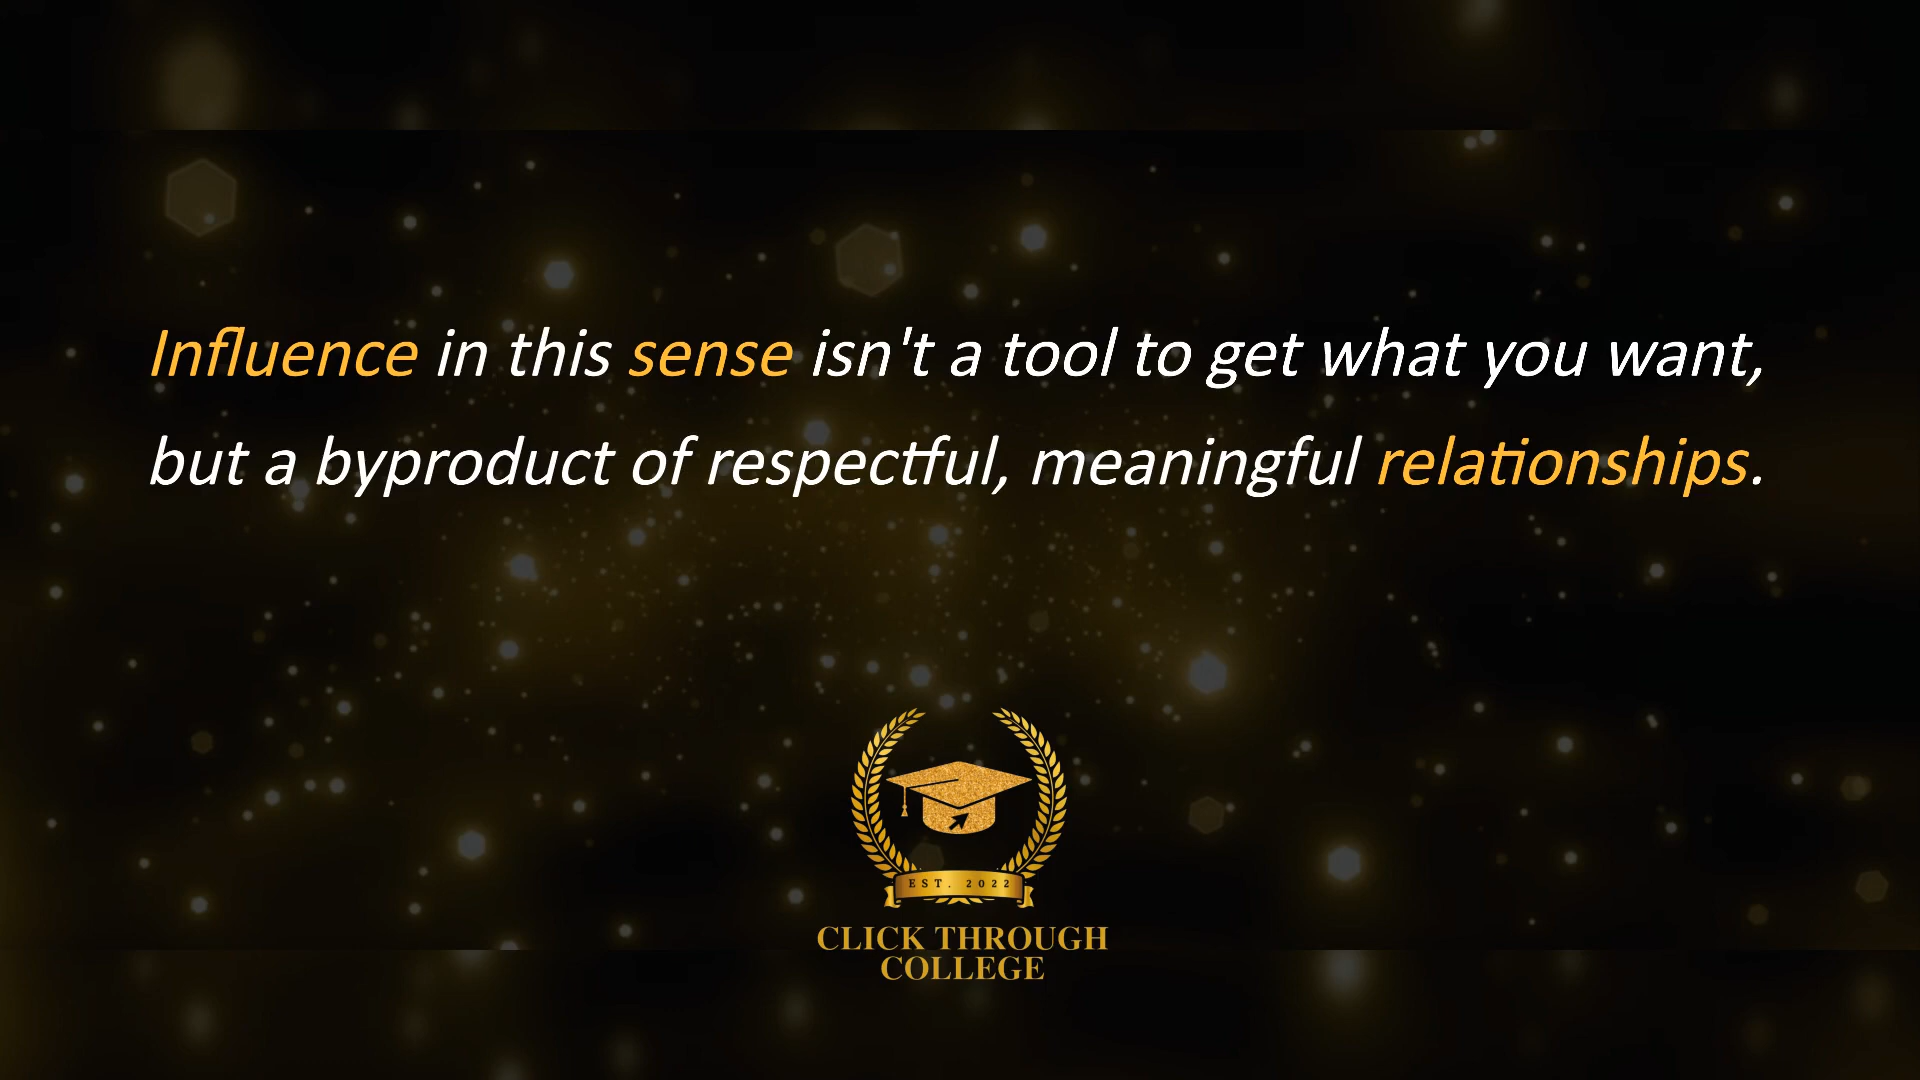 Influence in this sense isn't a tool to get what you want,
but a byproduct of respectful, meaningful relationships.
EST. 2022
CLICK THROUGH
COLLEGE